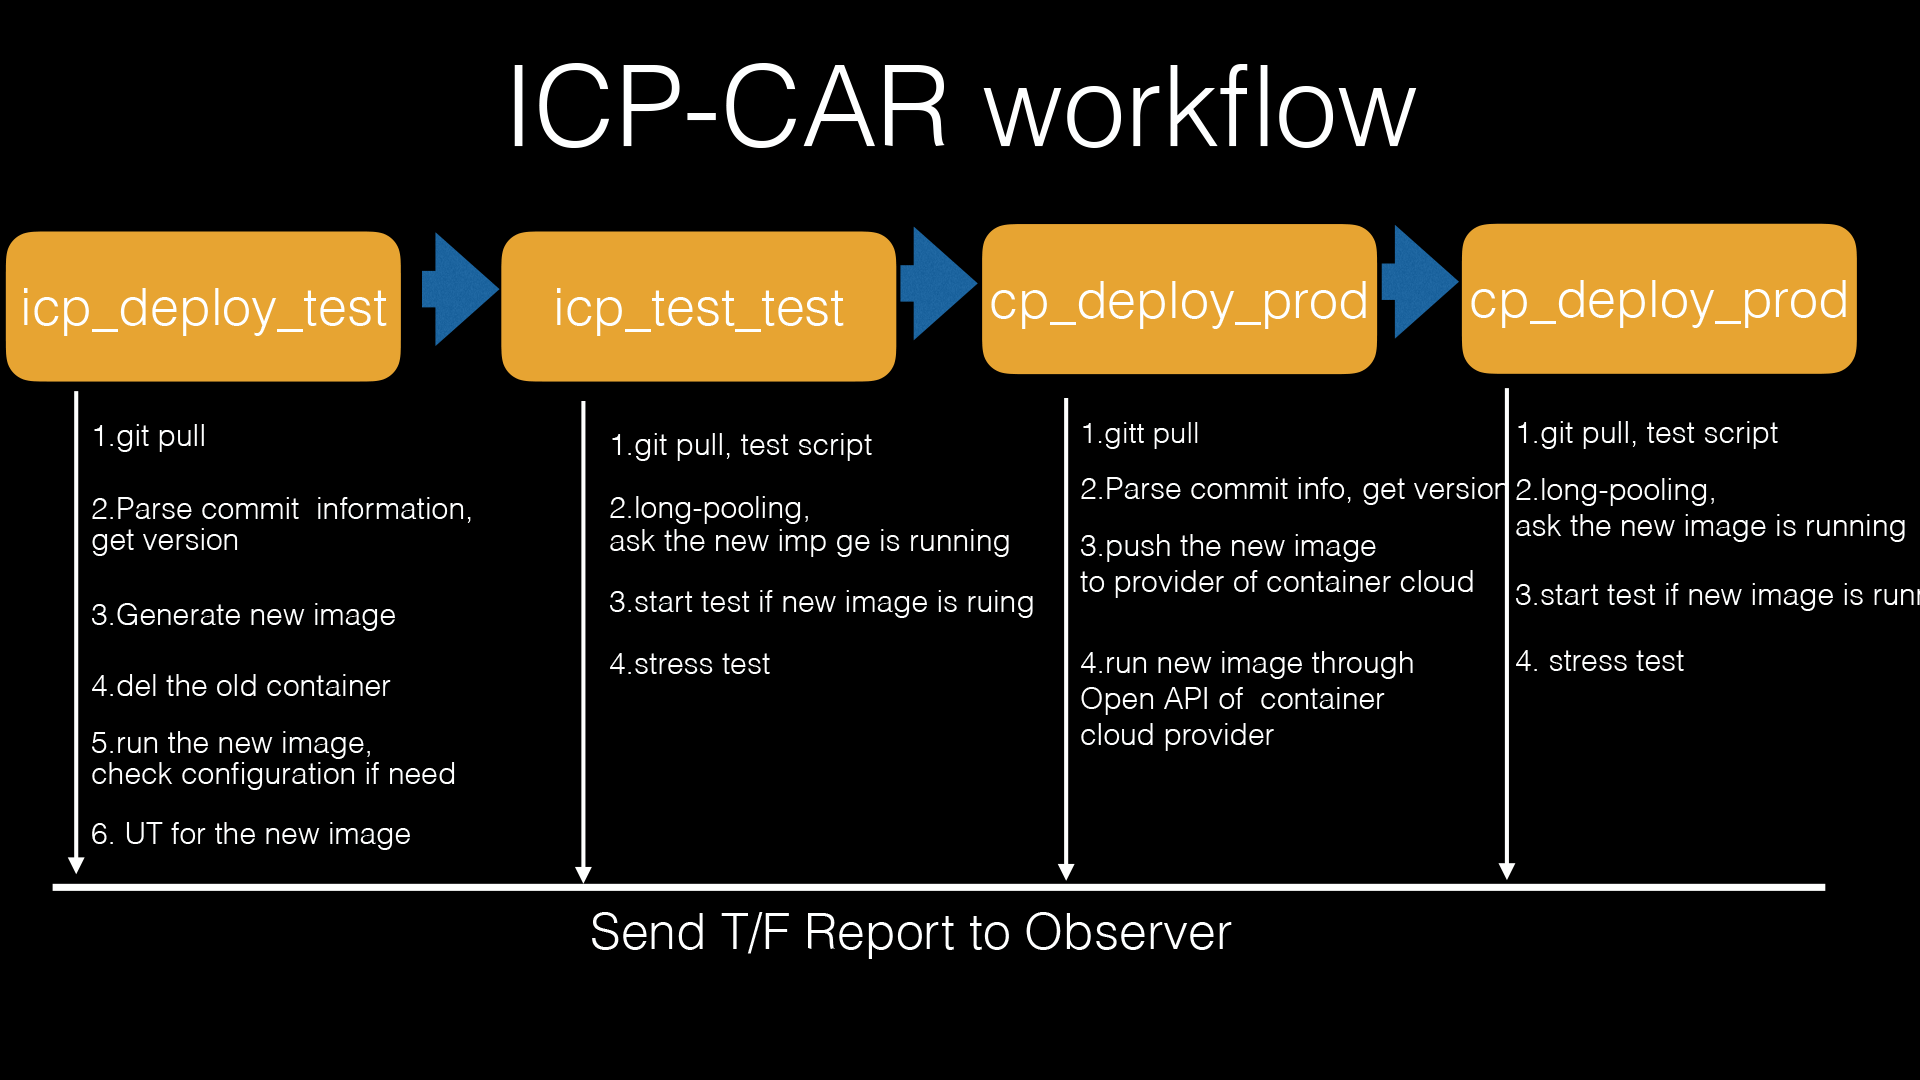 ICP-CAR workflow
icp_deploy_test
icp_test_test
cp_deploy_prod
cp_deploy_prod
1.git pull
2.Parse commit information,
get version
3.Generate new image
4.del the old container
5.run the new image,
check configuration if need
6. UT for the new image
1.git pull, test script
2.long-pooling,
ask the new imp ge is running
3.start test if new image is ruing
4.stress test
1.gitt pull
2.Parse commit info, get version
3.push the new image
to provider of container cloud
4.run new image through
Open API of container
cloud provider
1.git pull, test script
2.long-pooling,
ask the new image is running
3.start test if new image is
4. stress test
Send T/F Report to Observer